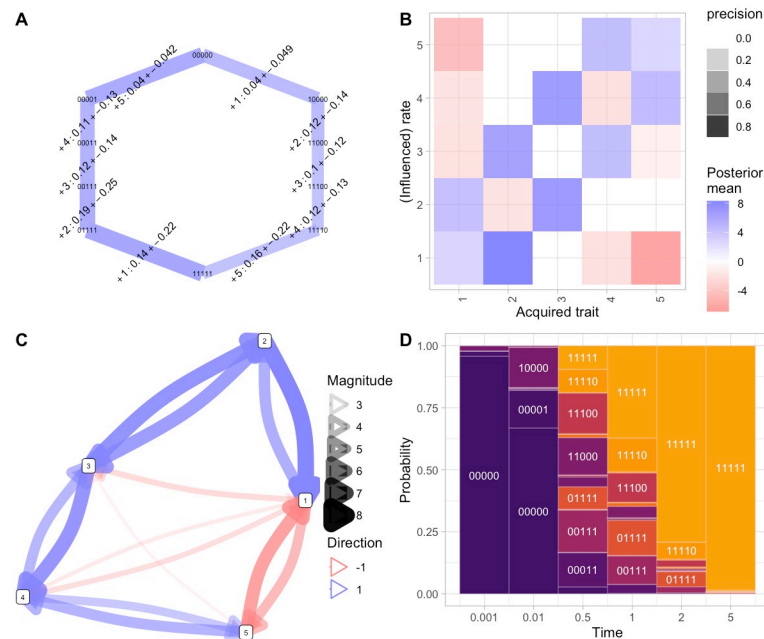 A
00000
+5: 0.04 +- 0.042
+1: 0.04 +- 0.049
00001
10000
+4: 0.11 +- 0.13
+2: 0.12 +- 0.14
00011
11000
+3: 0.12 +- 0.14
+3: 0.1 +- 0.12
00111
11100
+2: 0.19 +- 0.25
+4: 0.12 +- 0.13
01111
11110
+1: 0.14 +- 0.22
+5: 0.16 +- 0.22
11111
B
(Influenced) rate
5
4
3
2
1
1 2 3 4 5
Acquired trait
precision
0.0
0.2
0.4
0.6
0.8
Posterior
mean
8
4
0
-4
C
2
3
1
4
5
Magnitude
3
4
5
6
7
8
Direction
-1
1
D
Probability
1.00
0.75
0.50
0.25
0.00
00000
10000
00001
00000
11111
11110
11100
11000
01111
00111
00011
11111
11110
11100
01111
00111
11111
11110
01111
11111
0.001 0.01 0.5 1 2 5
Time